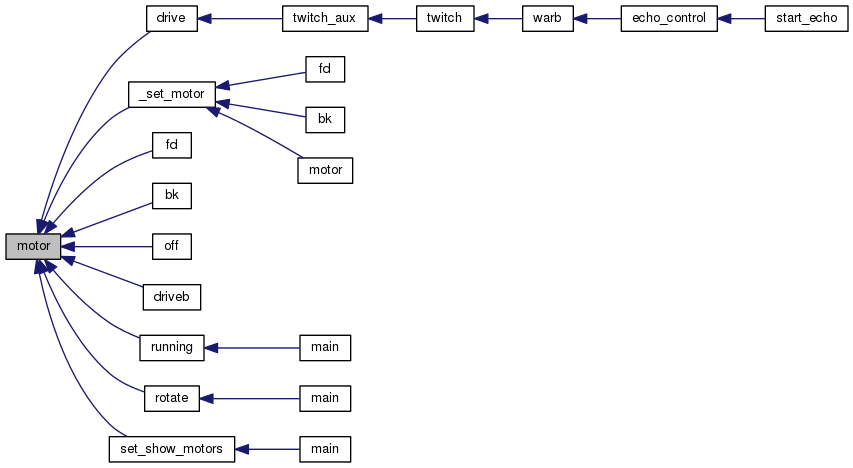 drive
twitch_aux
twitch
warb
echo_control
start_echo
fd
_set_motor
bk
fd
motor
bk
motor
off
driveb
running
main
rotate
main
set_show_motors
main